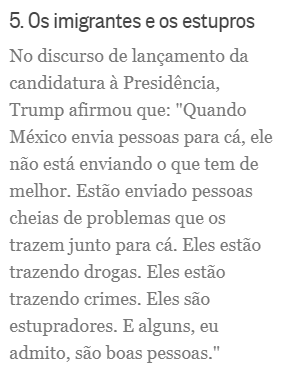 5. Os imigrantes e os estupros
No discurso de lançamento da
candidatura à Presidência,
Trump afirmou que: "Quando
México envia pessoas para cá, ele
não está enviando o que tem de
melhor. Estão enviado pessoas
cheias de problemas que os
trazem junto para cá. Eles estão
trazendo drogas. Eles estão
trazendo crimes. Eles são
estupradores. E alguns, eu
admito, são boas pessoas."